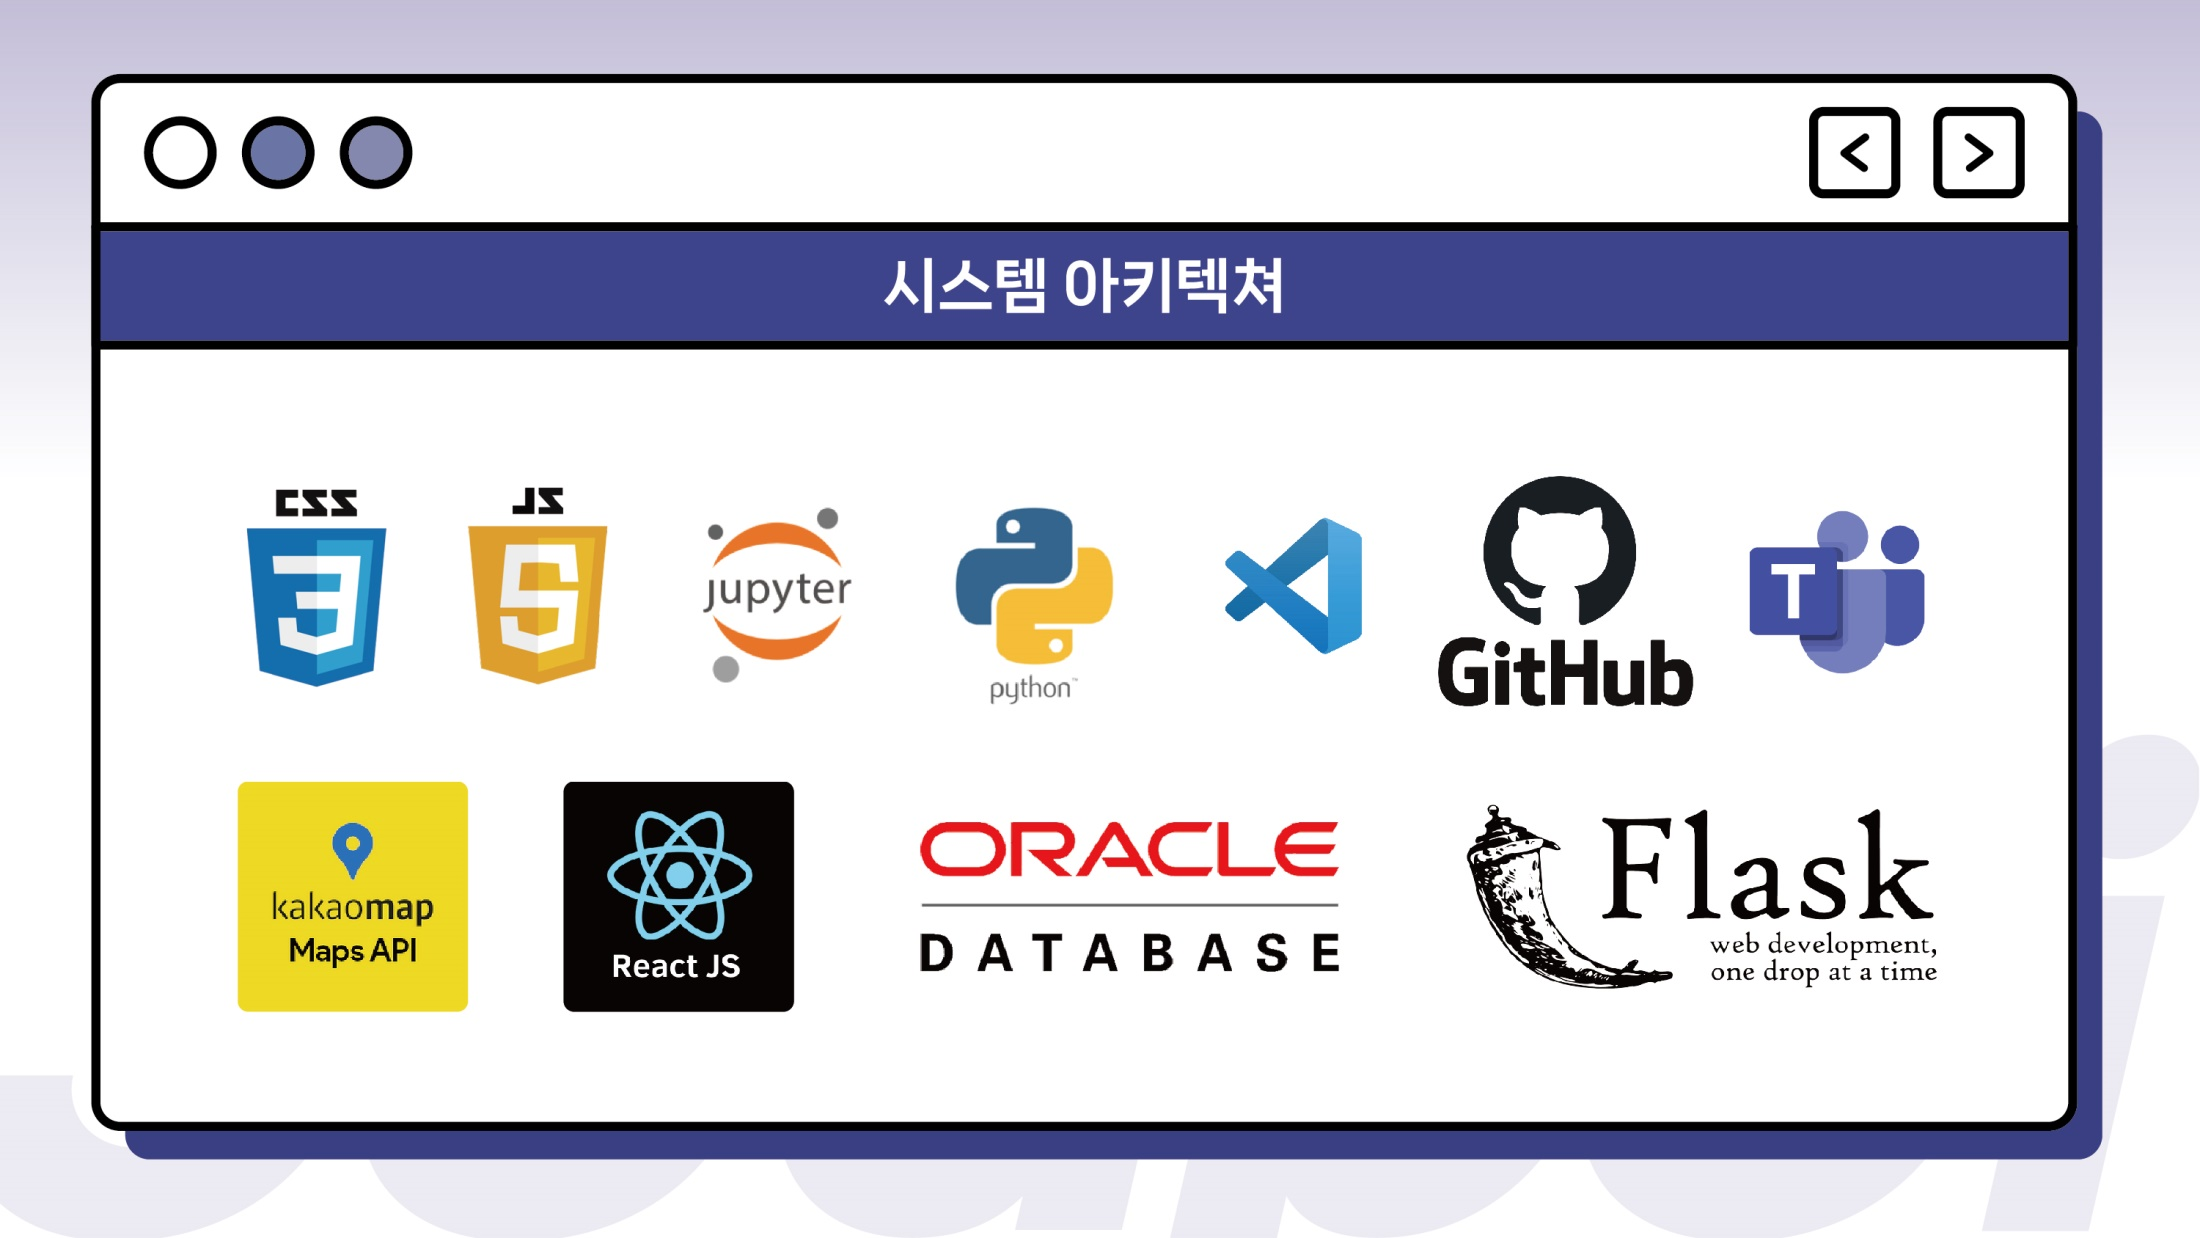 시스템 아키텍쳐
CSS
JS
jupyter
python™
GitHub
T
kakaomap
Maps API
React JS
ORACLE
DATABASE
Flask
web development,
one drop at a time